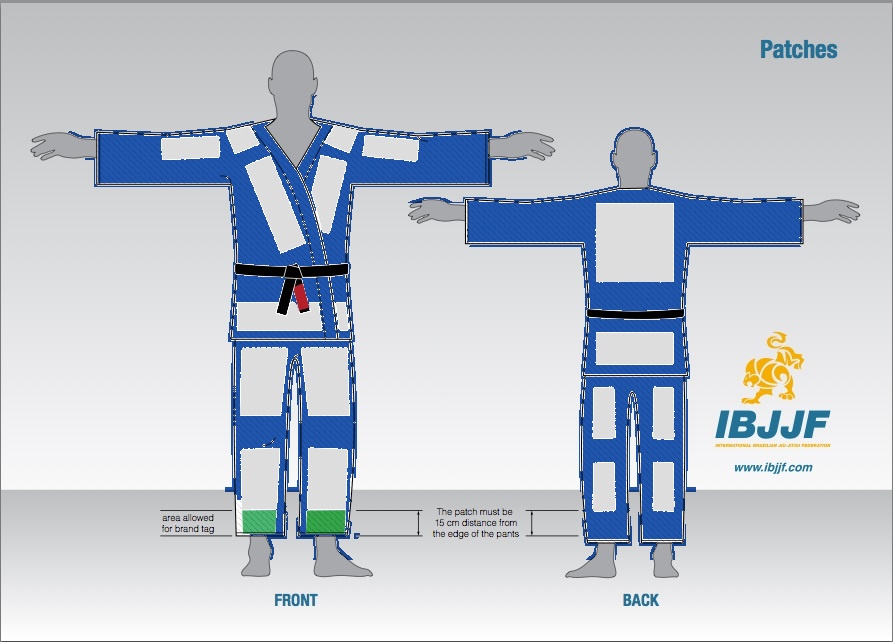 Patches
IBJJF
INTERNATIONAL BRAZILIAN JIU-JITSU FEDERATION
www.ibjjf.com
area allowed
for brand tag
The patch must be
15 cm distance from
the edge of the pants
FRONT
BACK